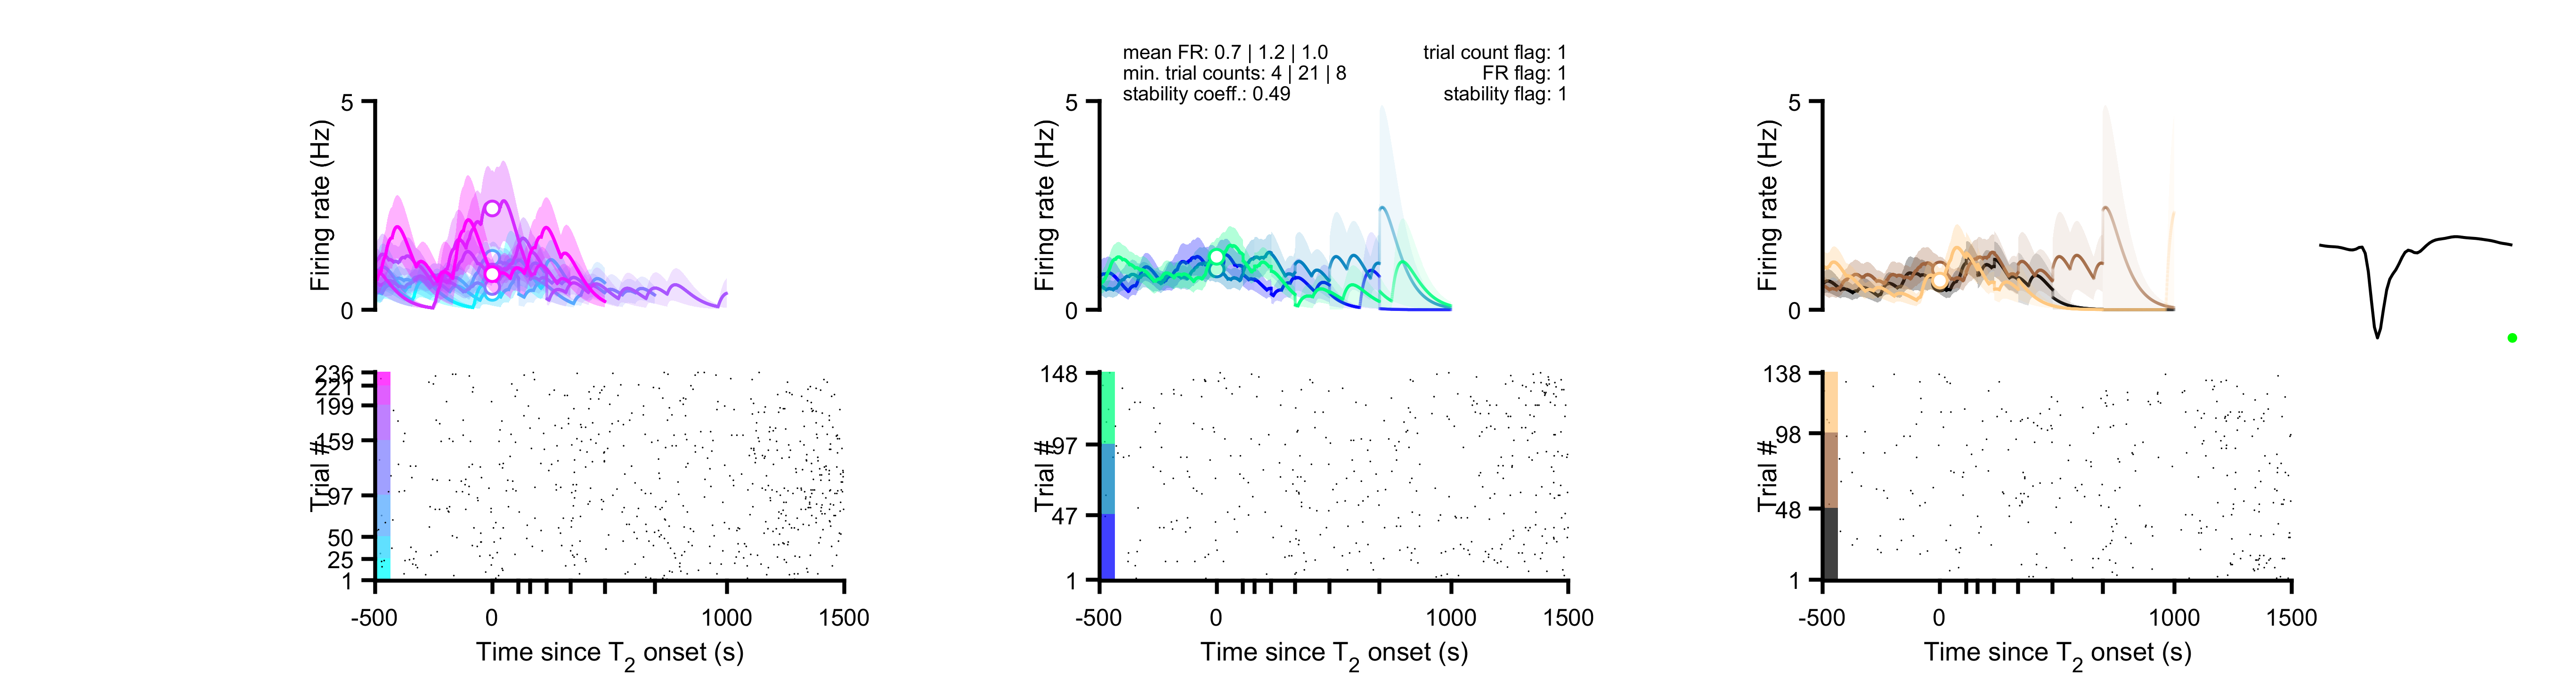 mean FR: 0.7 | 1.2 | 1.0
min. trial counts: 4 | 21 | 8
stability coeff.: 0.49
trial count flag: 1
FR flag: 1
stability flag: 1
5
Firing rate (Hz)
0
5
Firing rate (Hz)
0
5
Firing rate (Hz)
0
236
221
199
159
97
50
25
1
Trial #
-500 0 1000 1500
Time since T2 onset (s)
148
97
47
1
Trial #
-500 0 1000 1500
Time since T2 onset (s)
138
98
48
1
Trial #
-500 0 1000 1500
Time since T2 onset (s)